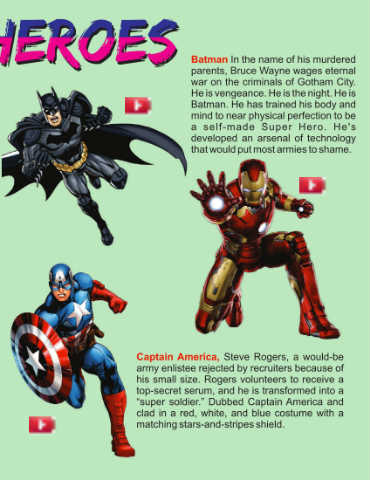 HEROES
Batman In the name of his murdered
parents, Bruce Wayne wages eternal
war on the criminals of Gotham City.
He is vengeance. He is the night. He is
Batman. He has trained his body and
mind to near physical perfection to be
a self-made Super Hero. He's
developed an arsenal of technology
that would put most armies to shame.
Captain America, Steve Rogers, a would-be
army enlistee rejected by recruiters because of
his small size. Rogers volunteers to receive a
top-secret serum, and he is transformed into a
“super soldier.” Dubbed Captain America and
clad in a red, white, and blue costume with a
matching stars-and-stripes shield.